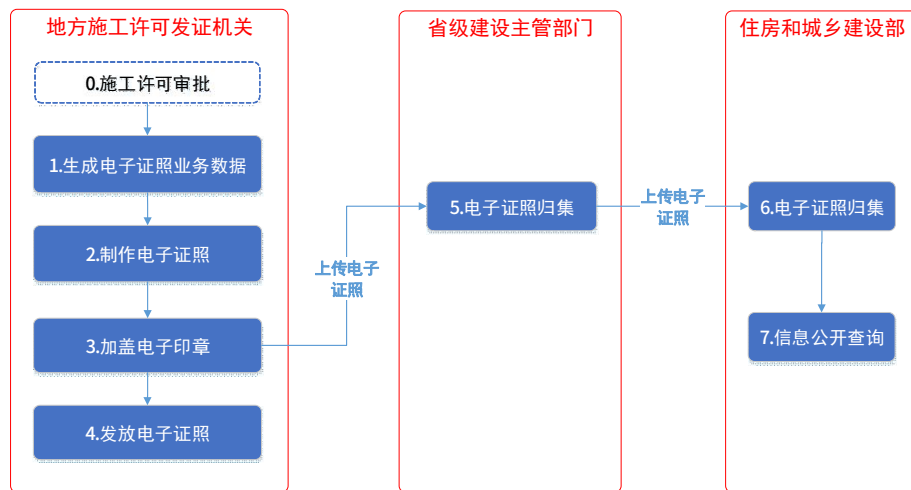 地方施工许可发证机关
0.施工许可审批
1.生成电子证照业务数据
2.制作电子证照
3.加盖电子印章
4.发放电子证照
上传电子
证照
省级建设主管部门
5.电子证照归集
上传电子
证照
住房和城乡建设部
6.电子证照归集
7.信息公开查询